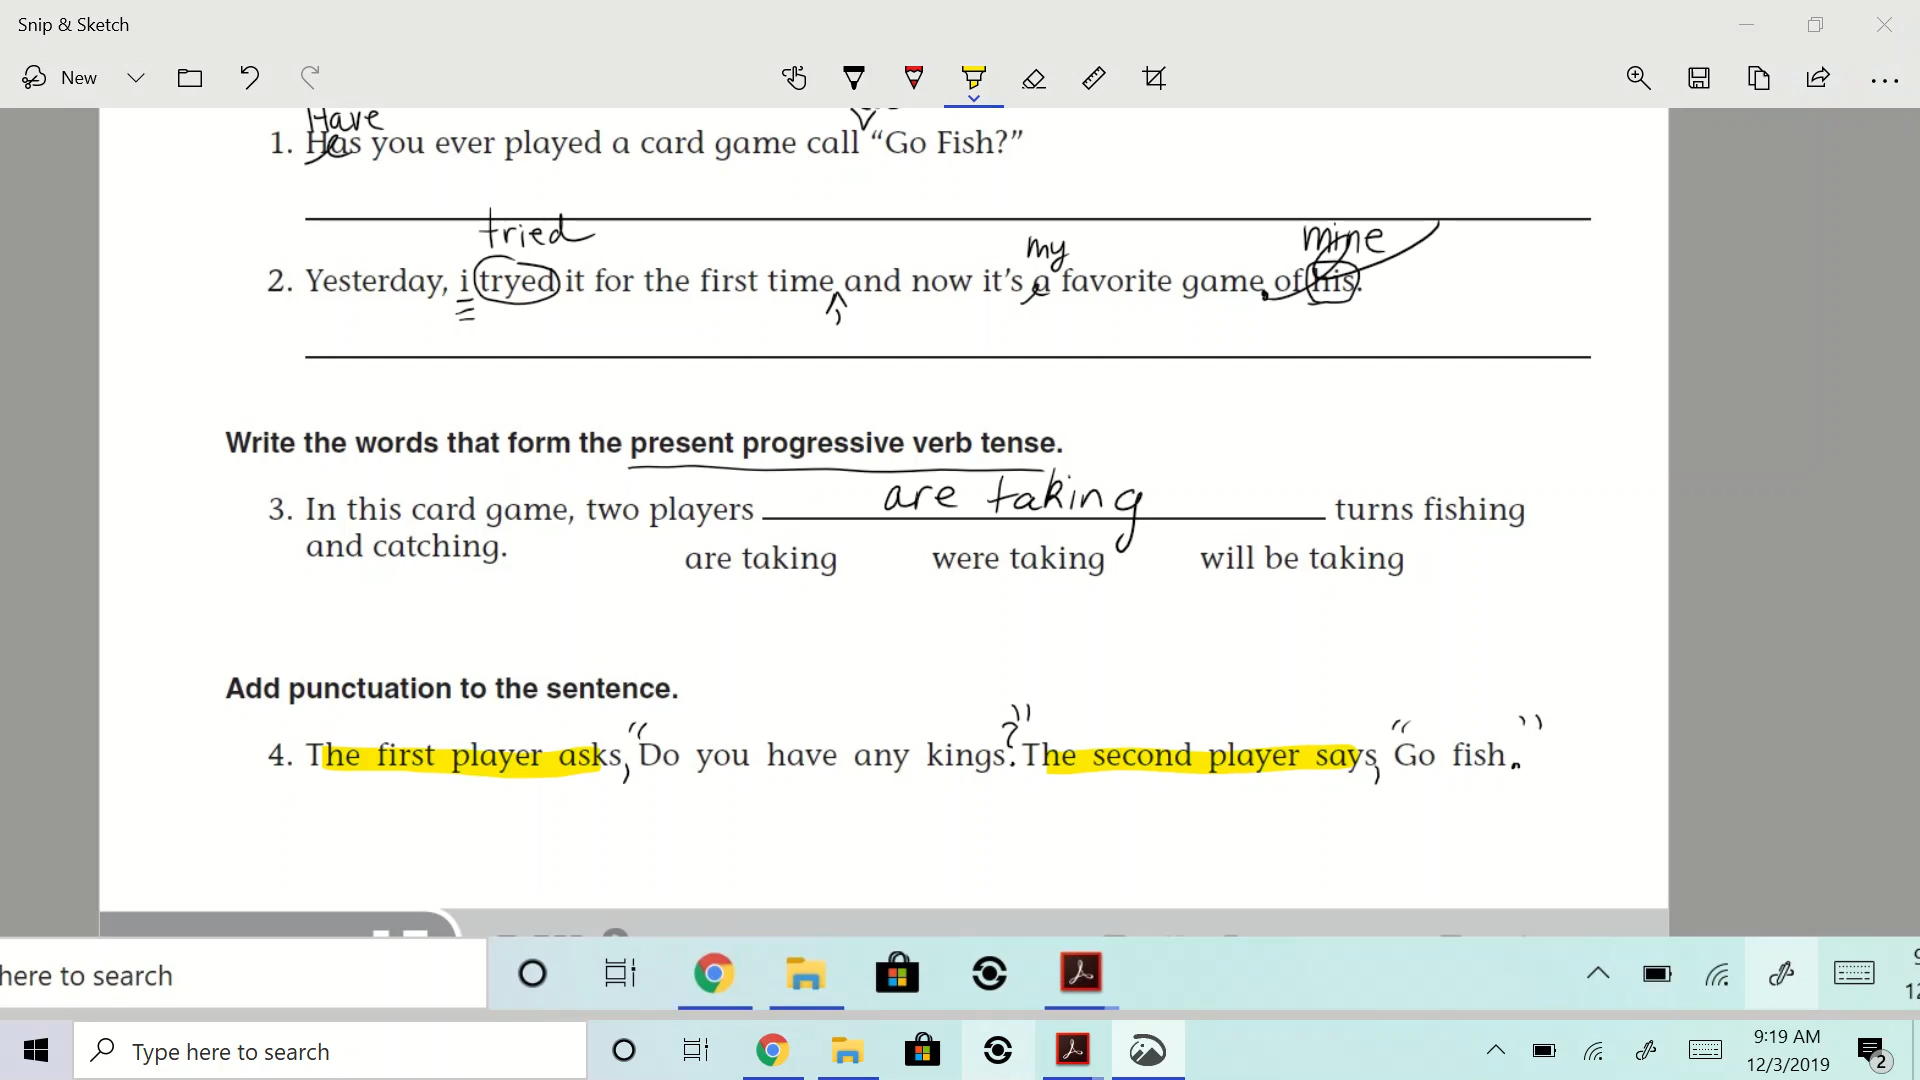 Snip & Sketch
New
Have
1. Has you ever played a card game call “Go Fish?”
tried
my
mine
2. Yesterday, i tryed it for the first time, and now it’s a favorite game. of his.
Write the words that form the present progressive verb tense.
are taking
3. In this card game, two players turns fishing
and catching.
are taking were taking will be taking
Add punctuation to the sentence.
4. The first player asks, "Do you have any kings?" The second player says, "Go fish."
here to search
Type here to search
9:19 AM
12/3/2019
2